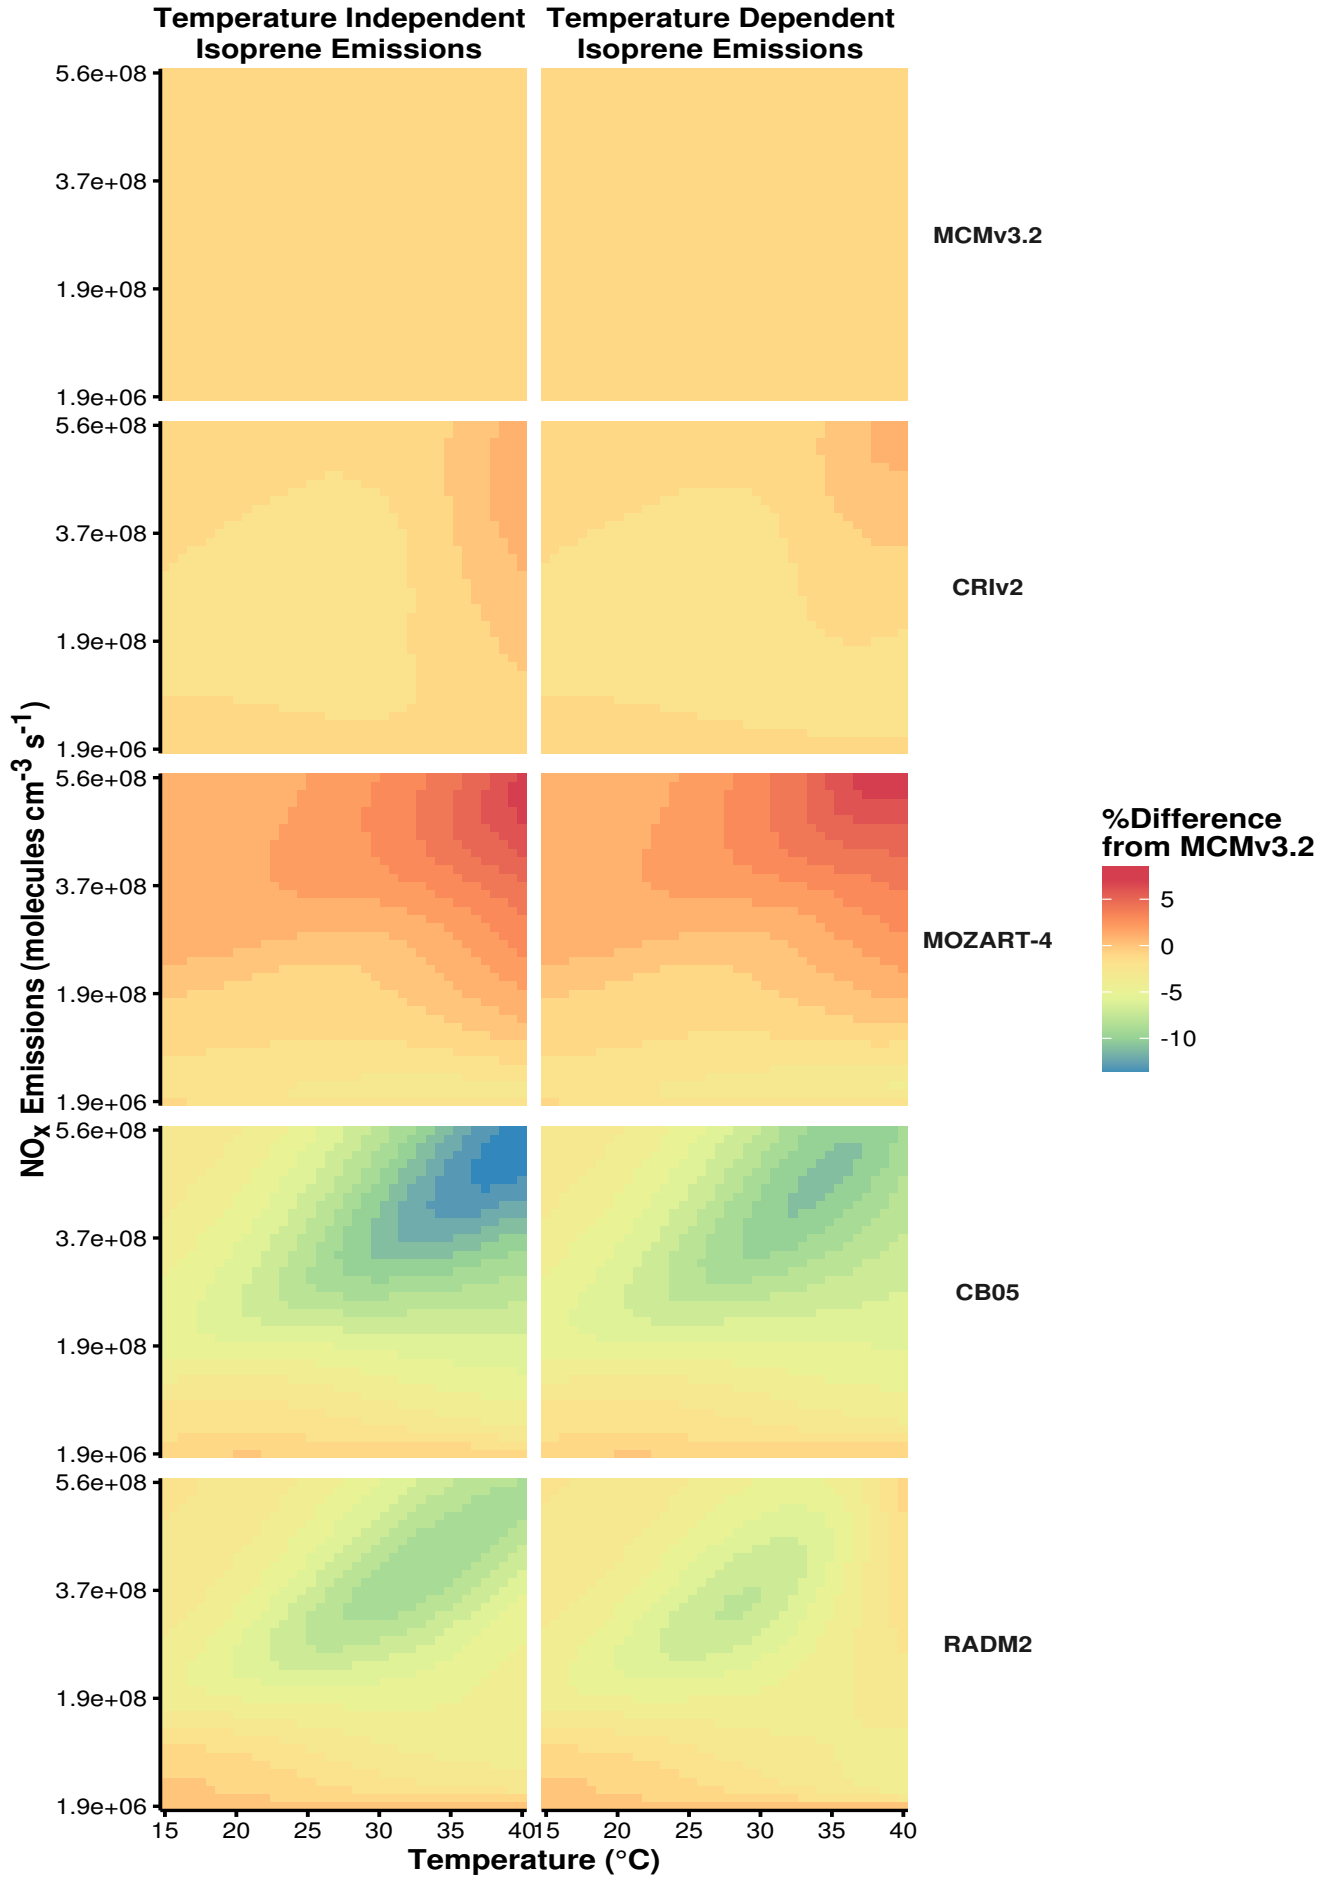 Temperature Independent Temperature Dependent
Isoprene Emissions Isoprene Emissions
5.6e+08
3.7e+08
1.9e+08
1.9e+06
MCMv3.2
5.6e+08
3.7e+08
1.9e+08
1.9e+06
CRIv2
5.6e+08
3.7e+08
1.9e+08
1.9e+06
MOZART-4
5.6e+08
3.7e+08
1.9e+08
1.9e+06
CB05
5.6e+08
3.7e+08
1.9e+08
1.9e+06
RADM2
NOx Emissions (molecules cm-3 s-1)
15 20 25 30 35 40 15 20 25 30 35 40
Temperature (°C)
%Difference
from MCMv3.2
5
0
-5
-10